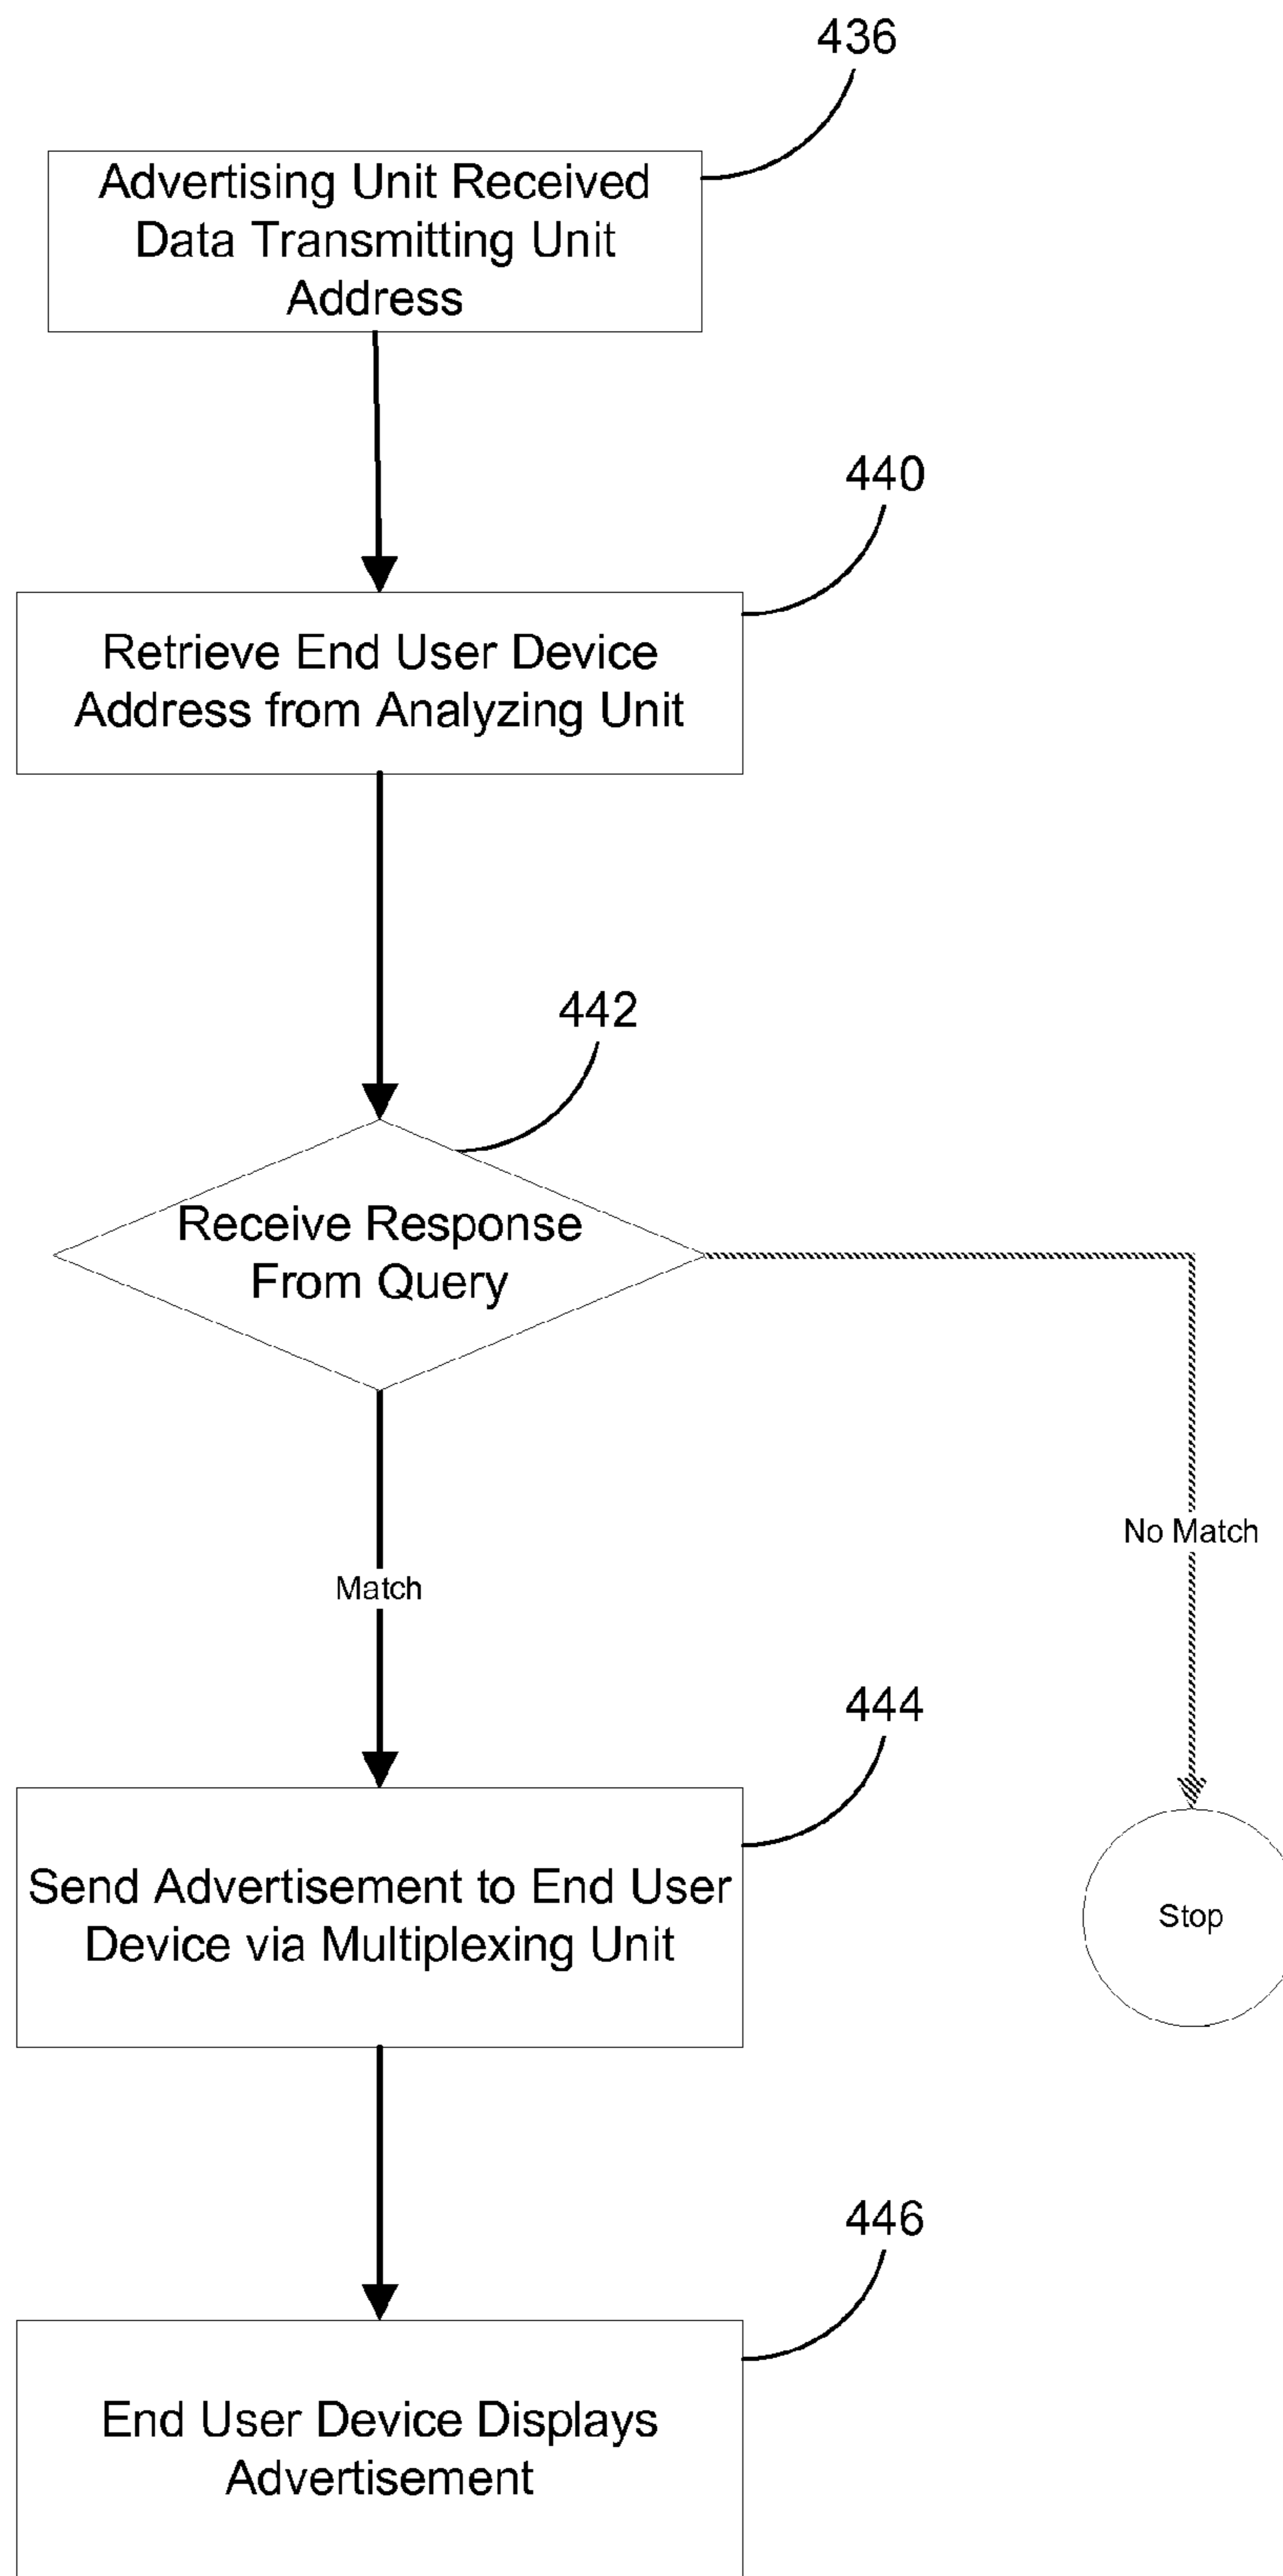 436
Advertising Unit Received
Data Transmitting Unit
Address
440
Retrieve End User Device
Address from Analyzing Unit
442
Receive Response
From Query
No Match
Match
444
Send Advertisement to End User
Device via Multiplexing Unit
Stop
446
End User Device Displays
Advertisement